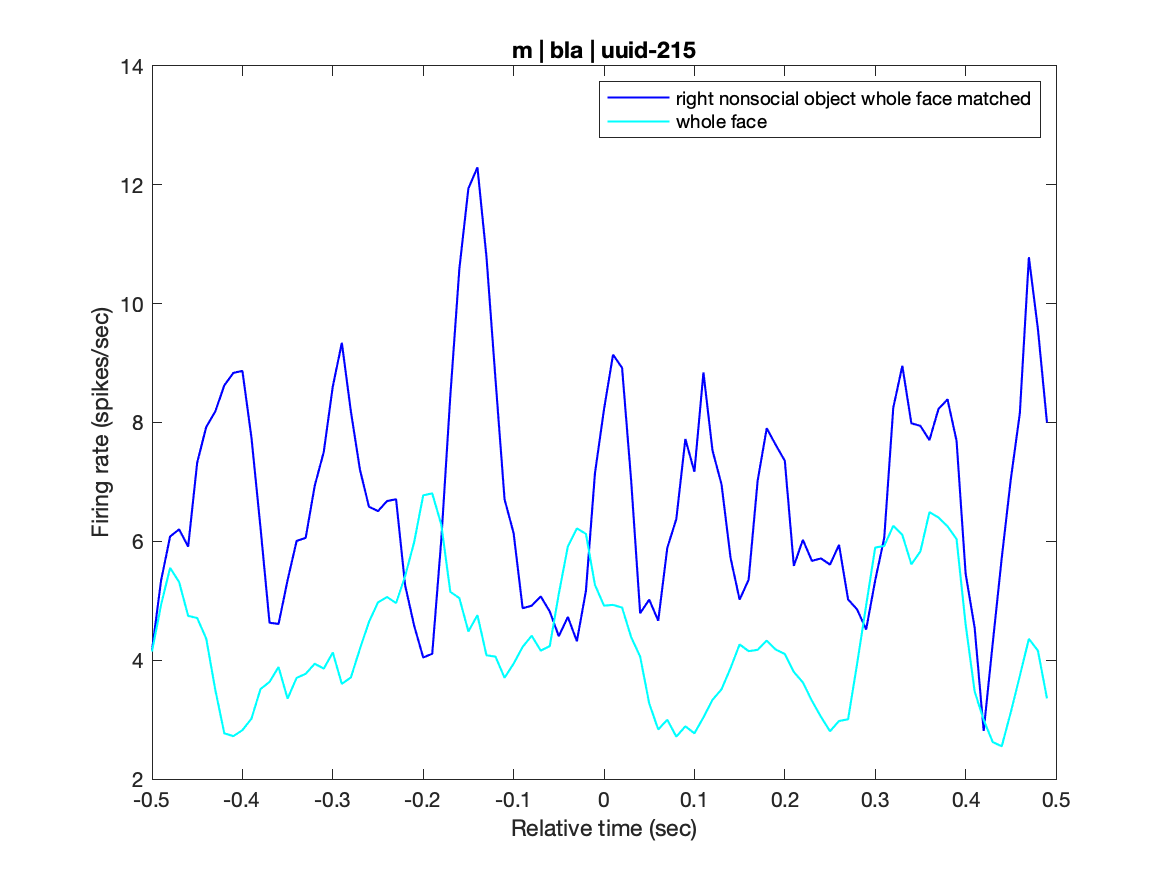 m | bla | uuid-215
14
right nonsocial object whole face matched
whole face
12
10
8
6
4
2
Firing rate (spikes/sec)
-0.5 -0.4 -0.3 -0.2 -0.1 0 0.1 0.2 0.3 0.4 0.5
Relative time (sec)